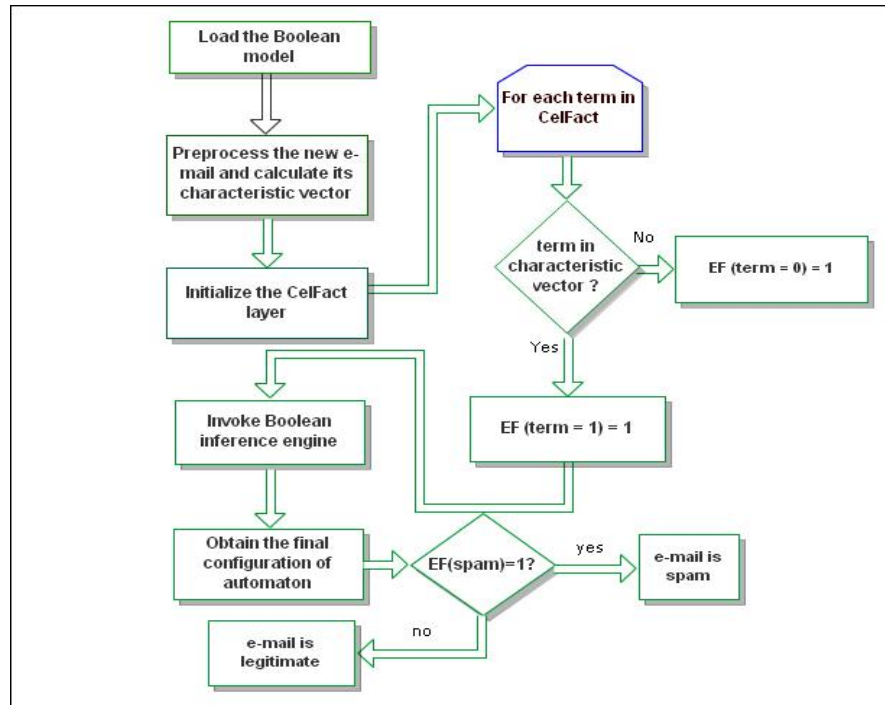 Load the Boolean
model
Preprocess the new e-
mail and calculate its
characteristic vector
Initialize the CelFact
layer
For each term in
CelFact
term in
characteristic
vector ?
No
EF (term = 0) = 1
Yes
EF (term = 1) = 1
Invoke Boolean
inference engine
Obtain the final
configuration of
automaton
EF(spam)=1?
yes
e-mail is
spam
no
e-mail is
legitimate